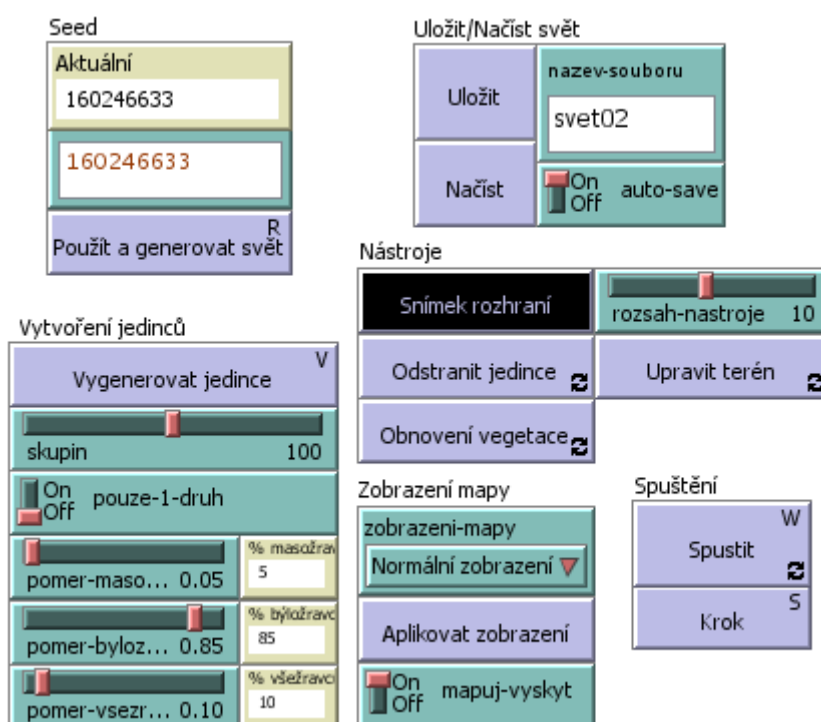 Seed
Aktuální
160246633
160246633
R
Použít a generovat svět
Uložit/Načíst svět
Uložit
nazev-souboru
svet02
Načíst
On
Off
auto-save
Nástroje
Snímek rozhraní
rozsah-nastroje 10
Odstranit jedince
Upravit terén
Obnovení vegetace
Vytvoření jedinců
V
Vygenerovat jedince
skupin 100
On
Off
pouze-1-druh
pomer-maso... 0.05
% masožrav
5
pomer-byloz... 0.85
% býložravc
85
pomer-vsezr... 0.10
% všežravc
10
Zobrazení mapy
zobrazeni-mapy
Normální zobrazení
Aplikovat zobrazení
On
Off
mapuj-vyskyt
Spuštění
W
Spustit
S
Krok